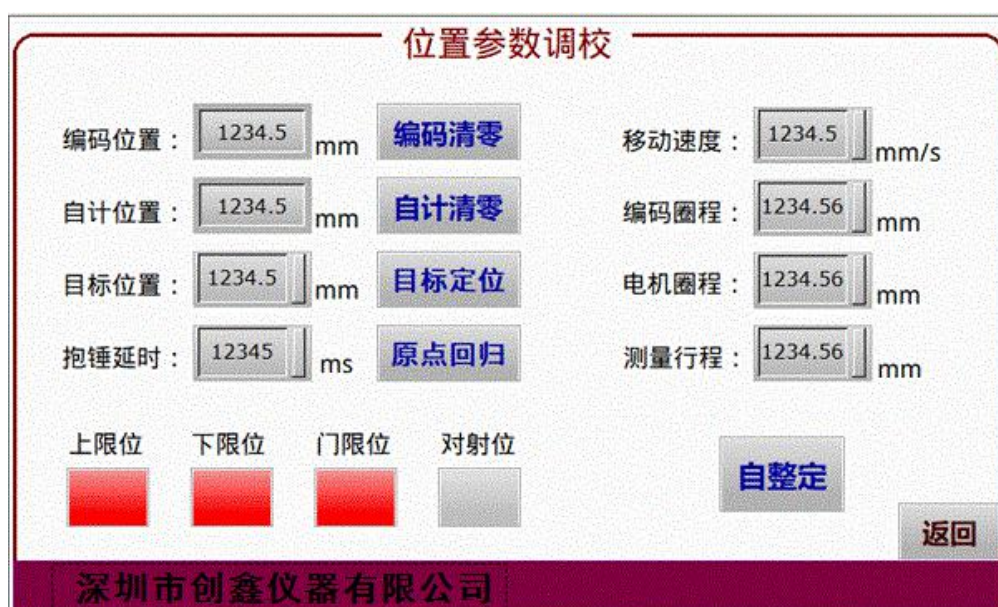 位置参数调校
编码位置： 1234.5 mm 编码清零 移动速度： 1234.5 mm/s
自计位置： 1234.5 mm 自计清零 编码圈程： 1234.56 mm
目标位置： 1234.5 mm 目标定位 电机圈程： 1234.56 mm
抱锤延时： 12345 ms 原点回归 测量行程： 1234.56 mm
上限位 下限位 门限位 对射位
自整定
返回
深圳市创鑫仪器有限公司